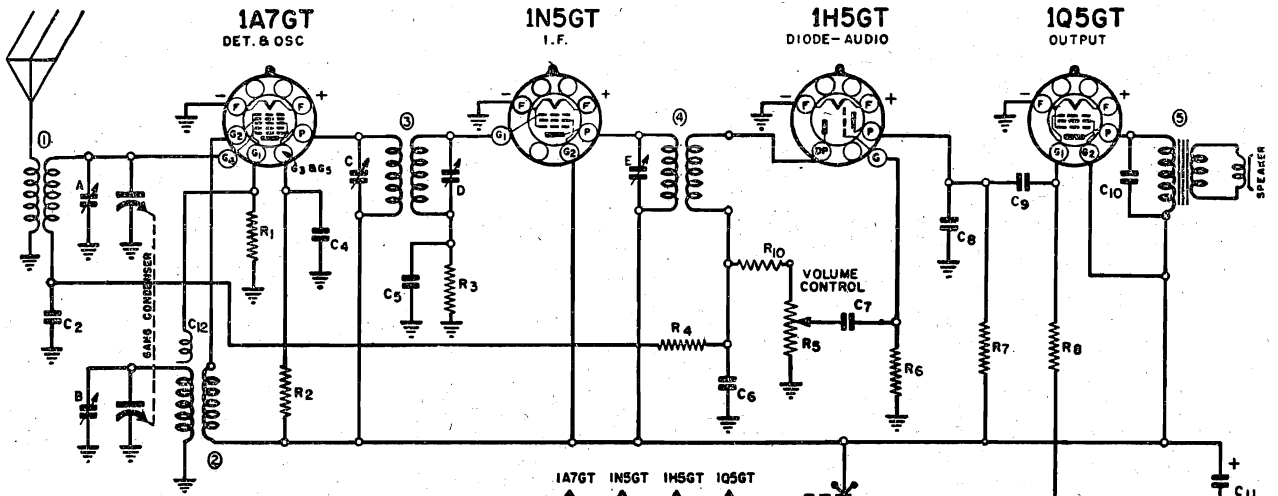 1A7GT
DET. & OSC
1N5GT
I.F.
1H5GT
DIODE-AUDIO
1Q5GT
OUTPUT
- F F +
G2 P
G4 G1
G3 & G5
- F F +
G1 P
G2
- F F +
P
DP G
- F F +
P
G1 G2
1
A
R1
C4
3
C
D
C5
R3
4
E
R10
VOLUME
CONTROL
C7
R5
R4
C6
R6
C8
C9
R7
R8
C10
5
SPEAKER
C2
GANG CONDENSER
C12
B
R2
2
1A7GT 1N5GT 1H5GT 1Q5GT
+
C11